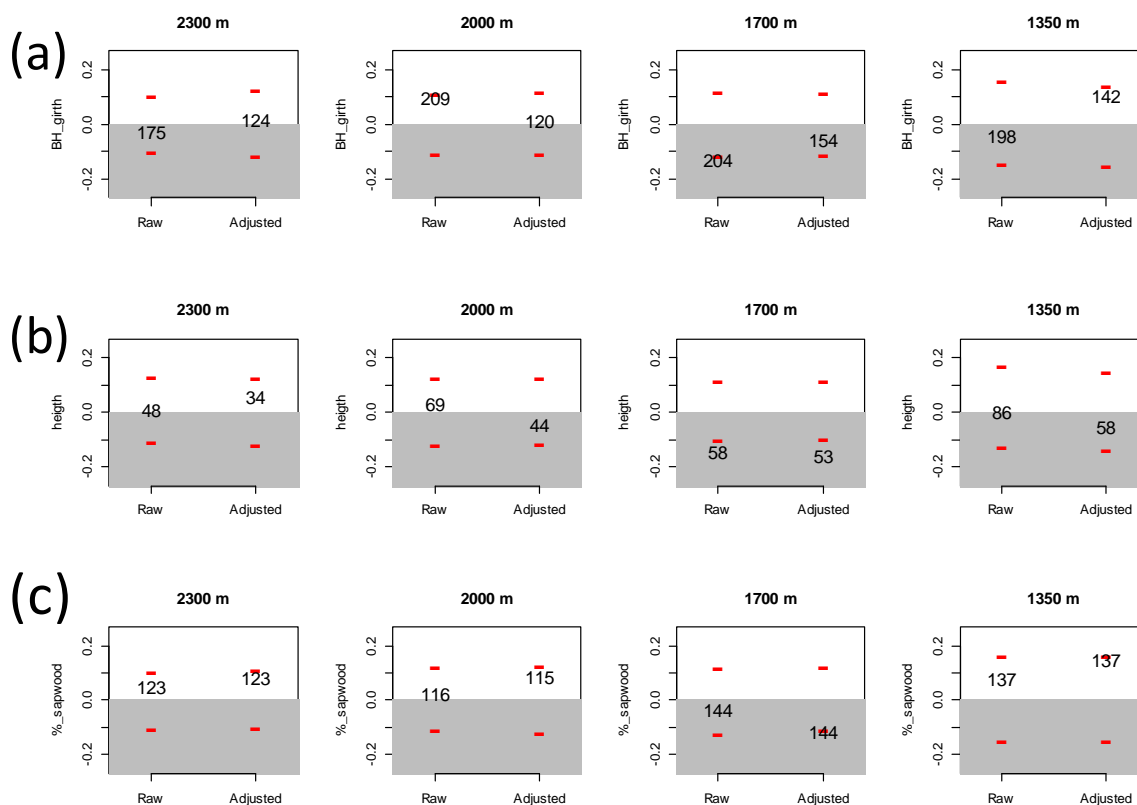 (a)
2300 m
2000 m
1700 m
1350 m
BH_girth
0.2
0.0
-0.2
175
124
Raw
Adjusted
BH_girth
0.2
0.0
-0.2
209
120
Raw
Adjusted
BH_girth
0.2
0.0
-0.2
204
154
Raw
Adjusted
BH_girth
0.2
0.0
-0.2
198
142
Raw
Adjusted
(b)
2300 m
2000 m
1700 m
1350 m
heigth
0.2
0.0
-0.2
48
34
Raw
Adjusted
heigth
0.2
0.0
-0.2
69
44
Raw
Adjusted
heigth
0.2
0.0
-0.2
58
53
Raw
Adjusted
heigth
0.2
0.0
-0.2
86
58
Raw
Adjusted
(c)
2300 m
2000 m
1700 m
1350 m
%_sapwood
0.2
0.0
-0.2
123
123
Raw
Adjusted
%_sapwood
0.2
0.0
-0.2
116
115
Raw
Adjusted
%_sapwood
0.2
0.0
-0.2
144
144
Raw
Adjusted
%_sapwood
0.2
0.0
-0.2
137
137
Raw
Adjusted